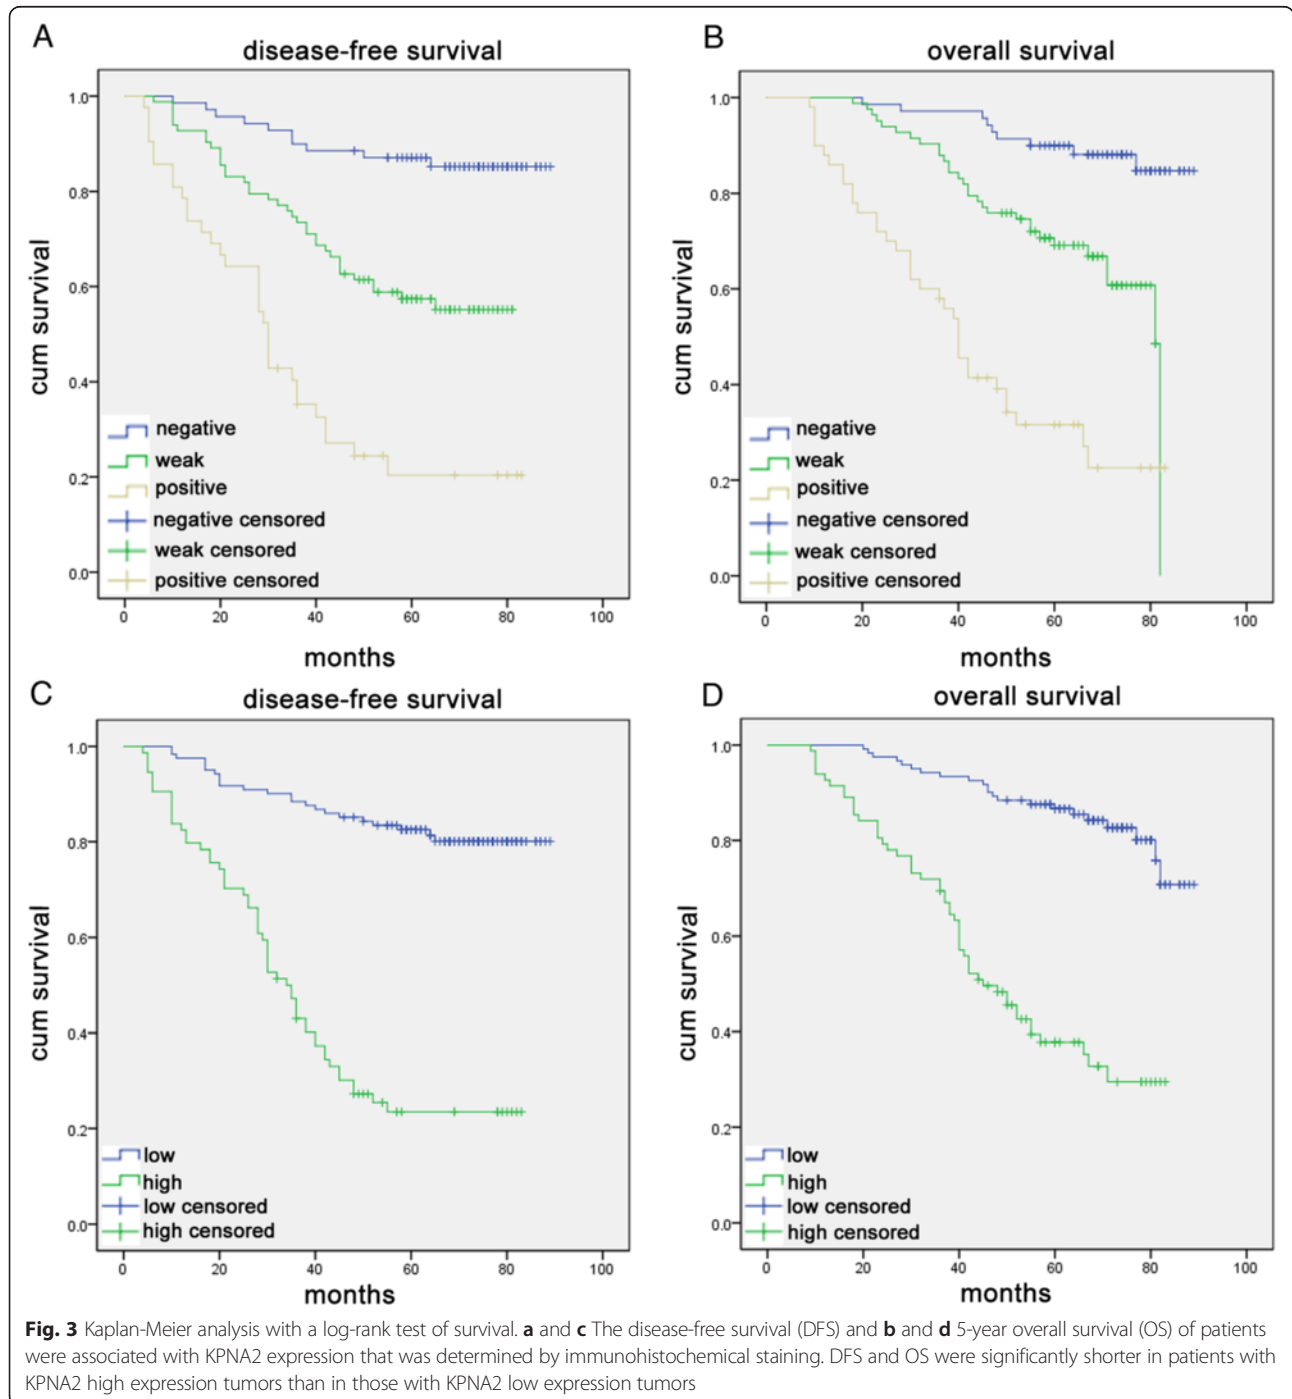 A
disease-free survival
cum survival
1.0
0.8
0.6
0.4
0.2
0.0
negative
weak
positive
negative censored
weak censored
positive censored
0 20 40 60 80 100
months
B
overall survival
cum survival
1.0
0.8
0.6
0.4
0.2
0.0
negative
weak
positive
negative censored
weak censored
positive censored
0 20 40 60 80 100
months
C
disease-free survival
cum survival
1.0
0.8
0.6
0.4
0.2
0.0
low
high
low censored
high censored
0 20 40 60 80 100
months
D
overall survival
cum survival
1.0
0.8
0.6
0.4
0.2
0.0
low
high
low censored
high censored
0 20 40 60 80 100
months
Fig. 3 Kaplan-Meier analysis with a log-rank test of survival. a and c The disease-free survival (DFS) and b and d 5-year overall survival (OS) of patients
were associated with KPNA2 expression that was determined by immunohistochemical staining. DFS and OS were significantly shorter in patients with
KPNA2 high expression tumors than in those with KPNA2 low expression tumors